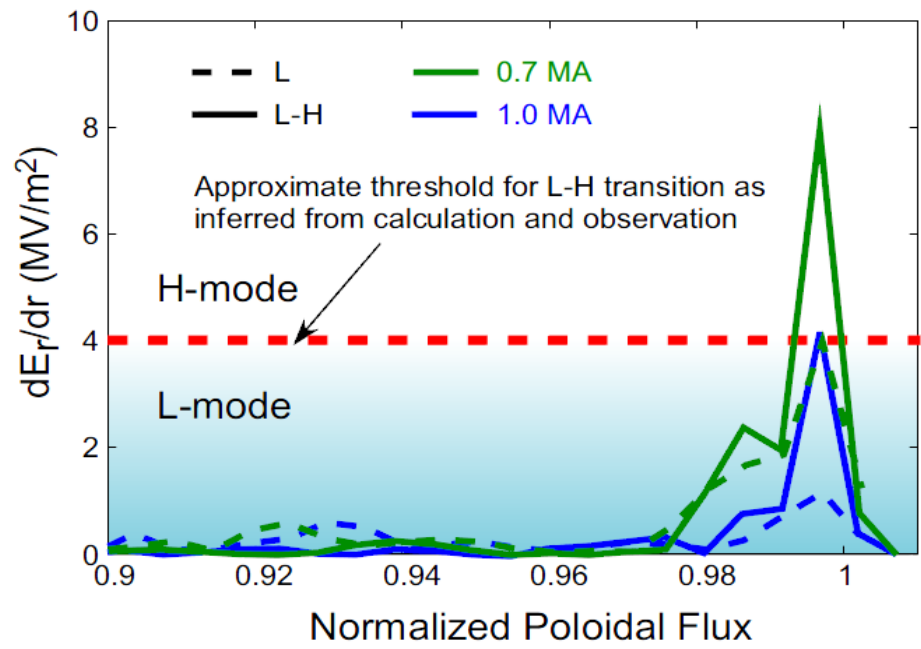 10
8
6
4
2
0
dE_r/dr (MV/m²)
L
L-H
0.7 MA
1.0 MA
Approximate threshold for L-H transition as
inferred from calculation and observation
H-mode
L-mode
0.9 0.92 0.94 0.96 0.98 1
Normalized Poloidal Flux